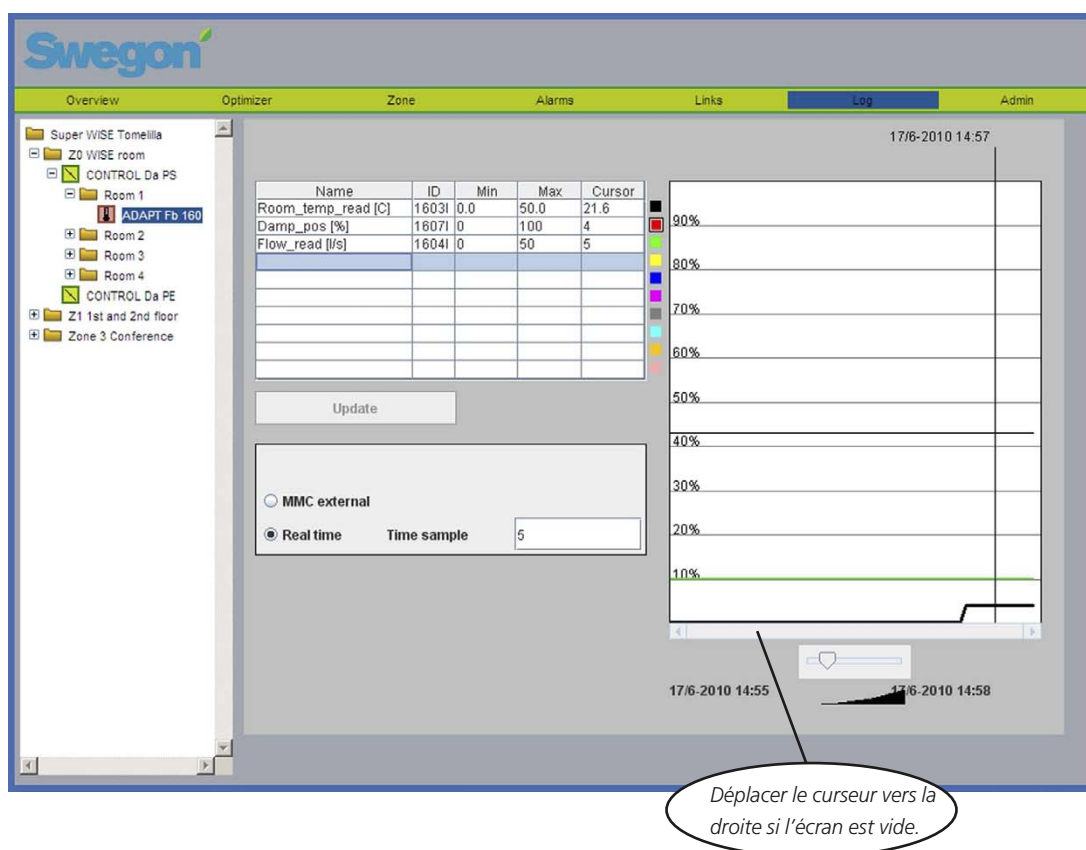 Swegon
Overview Optimizer Zone Alarms Links Log Admin
Super WISE Tomelilla
Z0 WISE room
CONTROL Da PS
Room 1
ADAPT Fb 160
Room 2
Room 3
Room 4
CONTROL Da PE
Z1 1st and 2nd floor
Zone 3 Conference
Name ID Min Max Cursor
Room_temp_read [C] 1603I 0.0 50.0 21.6
Damp_pos [%] 1607I 0 100 4
Flow_read [l/s] 1604I 0 50 5
Update
MMC external
Real time Time sample 5
17/6-2010 14:57
90%
80%
70%
60%
50%
40%
30%
20%
10%
17/6-2010 14:55 17/6-2010 14:58
Déplacer le curseur vers la
droite si l'écran est vide.